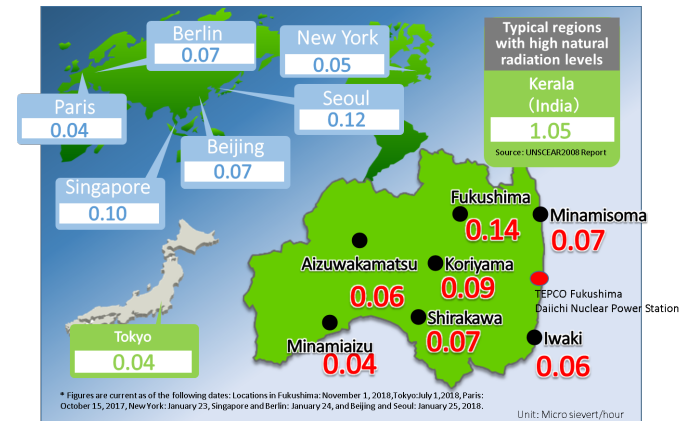 Berlin
0.07
New York
0.05
Typical regions
with high natural
radiation levels
Kerala
(India)
1.05
Source: UNSCEAR2008 Report
Paris
0.04
Seoul
0.12
Beijing
0.07
Singapore
0.10
Fukushima
0.14
Minamisoma
0.07
Aizuwakamatsu
0.06
Koriyama
0.09
TEPCO Fukushima
Daiichi Nuclear Power Station
Shirakawa
0.07
Minamiaizu
0.04
Iwaki
0.06
Tokyo
0.04
* Figures are current as of the following dates: Locations in Fukushima: November 1, 2018,Tokyo:July 1,2018, Paris:
October 15, 2017, New York: January 23, Singapore and Berlin: January 24, and Beijing and Seoul: January 25, 2018.
Unit: Micro sievert/hour